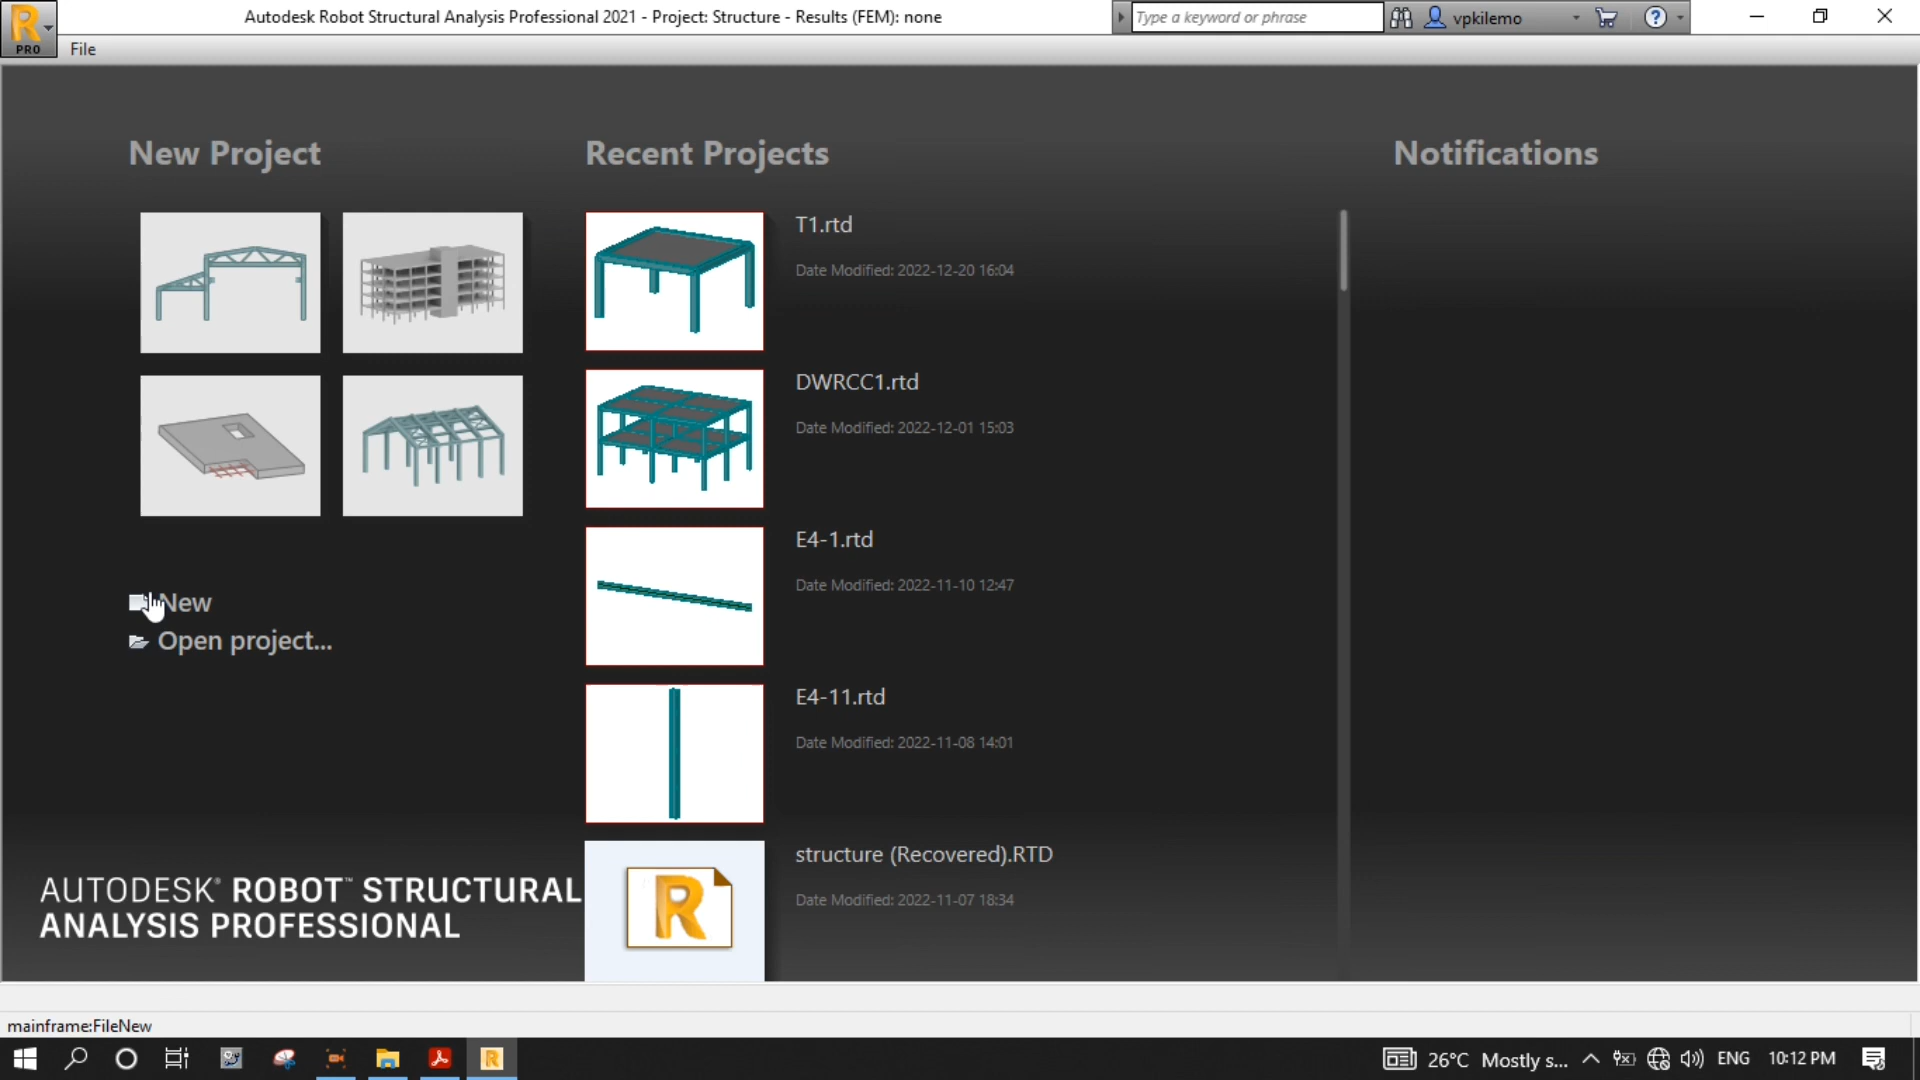 Autodesk Robot Structural Analysis Professional 2021 - Project: Structure - Results (FEM): none
Type a keyword or phrase
vpkilemo
PRO
File
New Project
Recent Projects
Notifications
T1.rtd
Date Modified: 2022-12-20 16:04
DWRCC1.rtd
Date Modified: 2022-12-01 15:03
E4-1.rtd
Date Modified: 2022-11-10 12:47
New
Open project...
E4-11.rtd
Date Modified: 2022-11-08 14:01
structure (Recovered).RTD
Date Modified: 2022-11-07 18:34
AUTODESK® ROBOT™ STRUCTURAL
ANALYSIS PROFESSIONAL
mainframe:FileNew
26°C Mostly s... ENG 10:12 PM